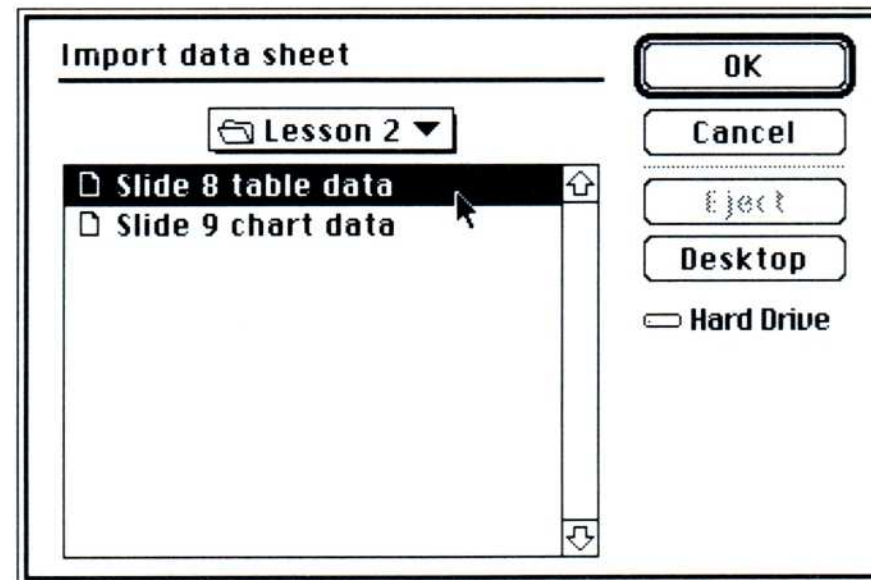 Import data sheet
Lesson 2
Slide 8 table data
Slide 9 chart data
OK
Cancel
Eject
Desktop
Hard Drive